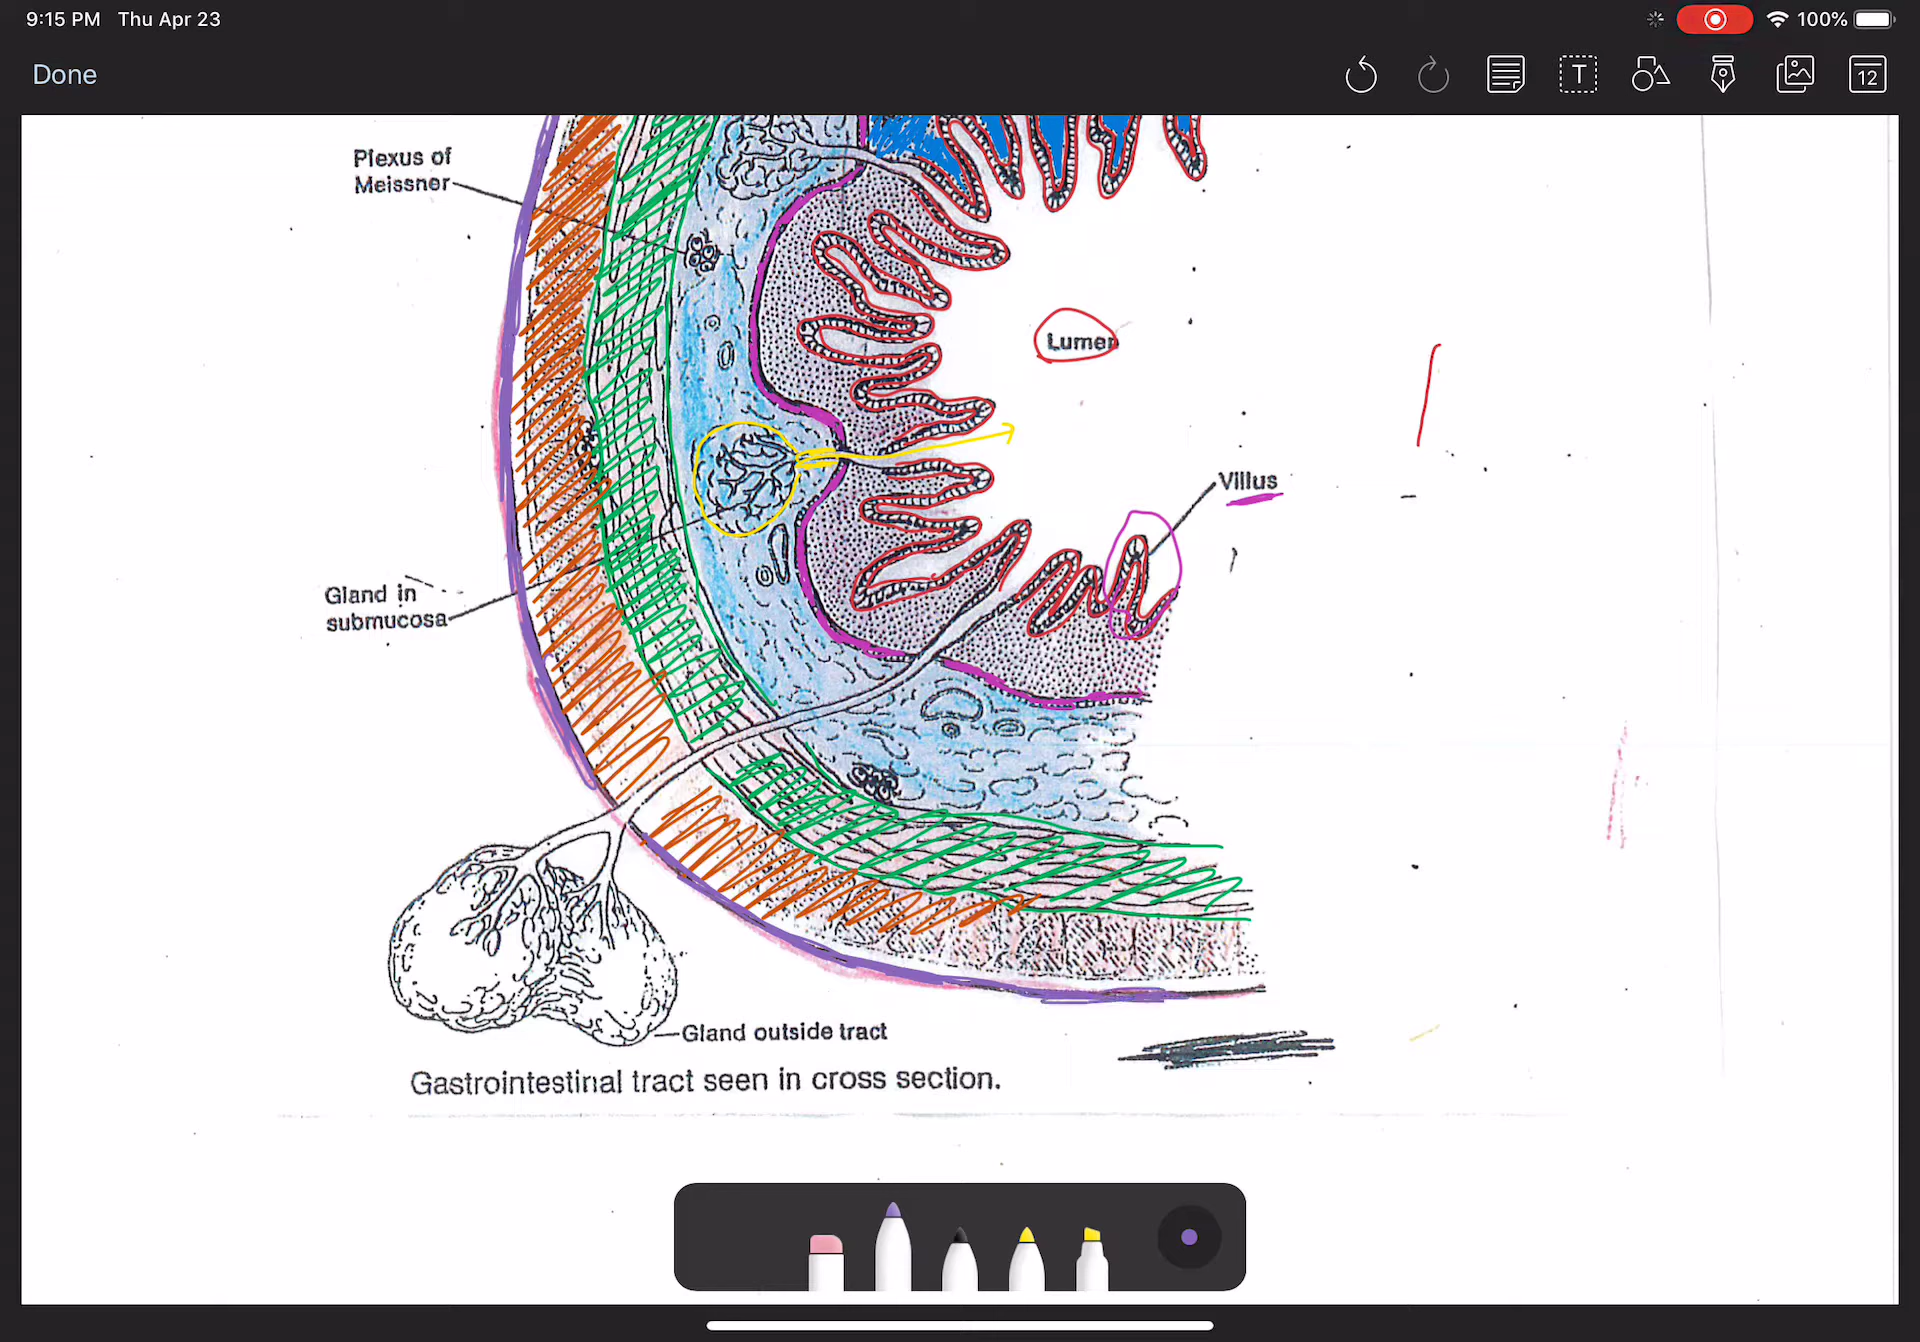 9:15 PM Thu Apr 23
100%
Done
T
12
Plexus of
Meissner
Lumen
Villus
Gland in
submucosa
Gland outside tract
Gastrointestinal tract seen in cross section.